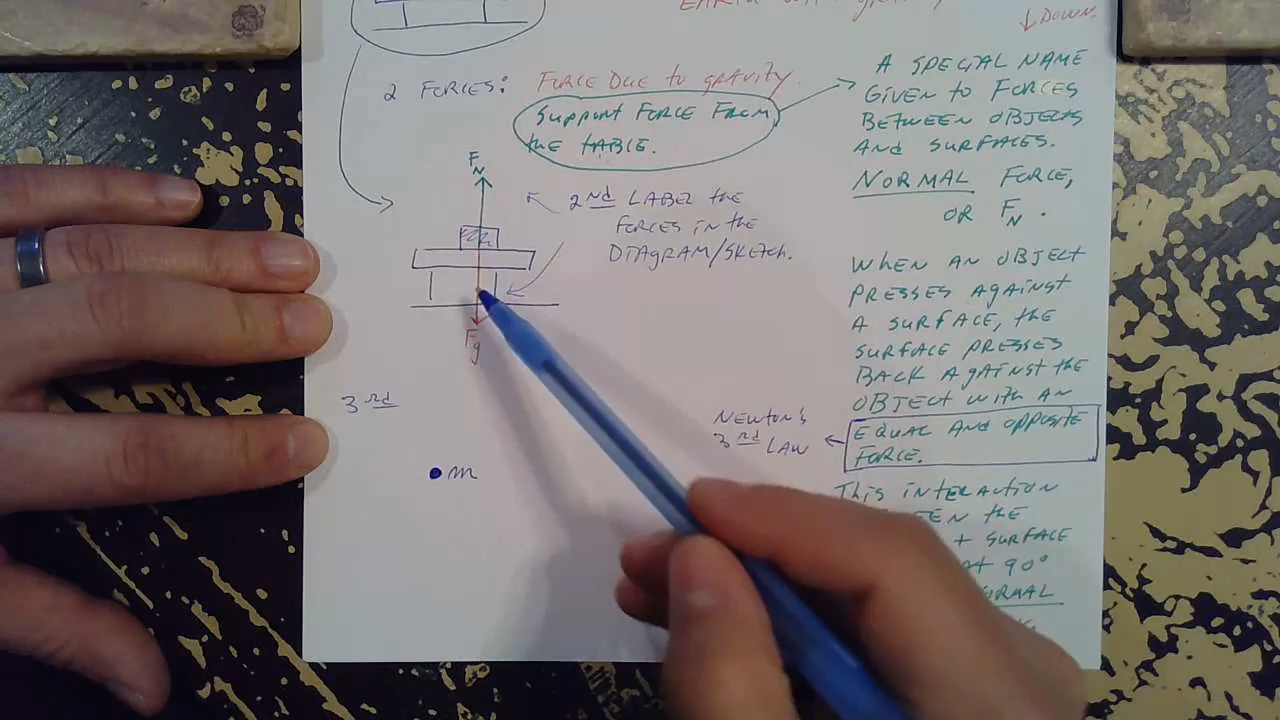 ↓ DOWN.
2 FORCES: FORCE DUE to gravity.
SUPPORT FORCE FROM
the tABLE.
A SPECIAL NAME
GIVEN to FORCES
BETWEEN OBJECTS
AND SURFACES.
NORMAL FORCE,
OR FN.
FN
2nd LABEL the
FORCES IN the
DIAgRAM/SKetch.
Fg
WHEN AN OBJECT
PRESSES AgAINST
A SURFACE, the
SURFACE PRESSES
BACK AgAINSt the
OBJECT WITH AN
EQUAL AND OPPOSITE
FORCE.
NEWTON'S
3rd LAW
3rd
m
This INTERACTION
the
+ SURFACE
At 90°